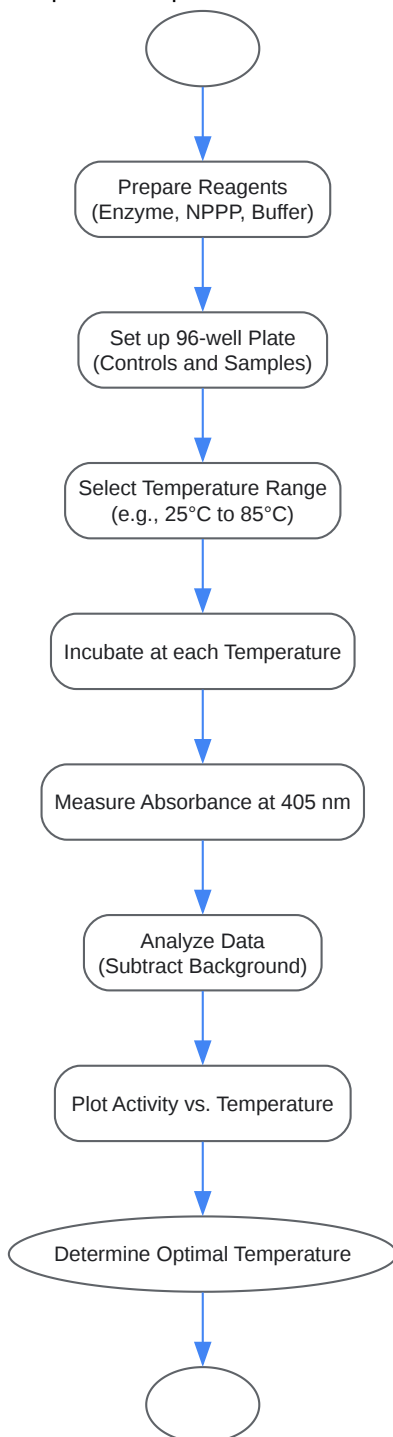 Prepare Reagents
(Enzyme, NPPP, Buffer)
Set up 96-well Plate
(Controls and Samples)
Select Temperature Range
(e.g., 25°C to 85°C)
Incubate at each Temperature
Measure Absorbance at 405 nm
Analyze Data
(Subtract Background)
Plot Activity vs. Temperature
Determine Optimal Temperature